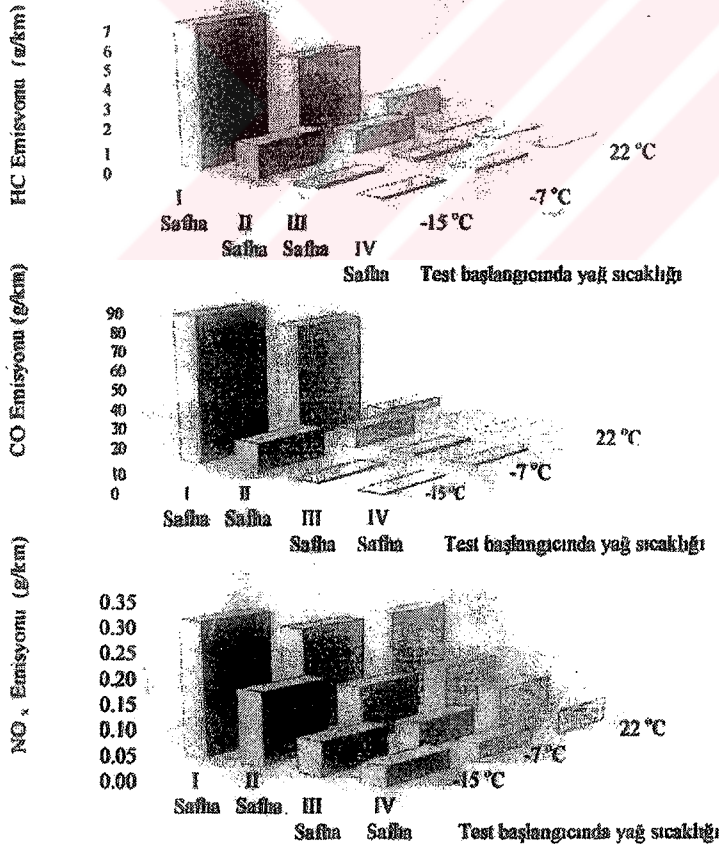 HC Emisyonu (g/km)
7
6
5
4
3
2
1
0
I
Safha
II
Safha
III
Safha
IV
Safha
-15 °C
-7 °C
22 °C
Test başlangıcında yağ sıcaklığı
CO Emisyonu (g/km)
90
80
70
60
50
40
30
20
10
0
I
Safha
II
Safha
III
Safha
IV
Safha
-15 °C
-7 °C
22 °C
Test başlangıcında yağ sıcaklığı
NOx Emisyonu (g/km)
0.35
0.30
0.25
0.20
0.15
0.10
0.05
0.00
I
Safha
II
Safha
III
Safha
IV
Safha
-15 °C
-7 °C
22 °C
Test başlangıcında yağ sıcaklığı